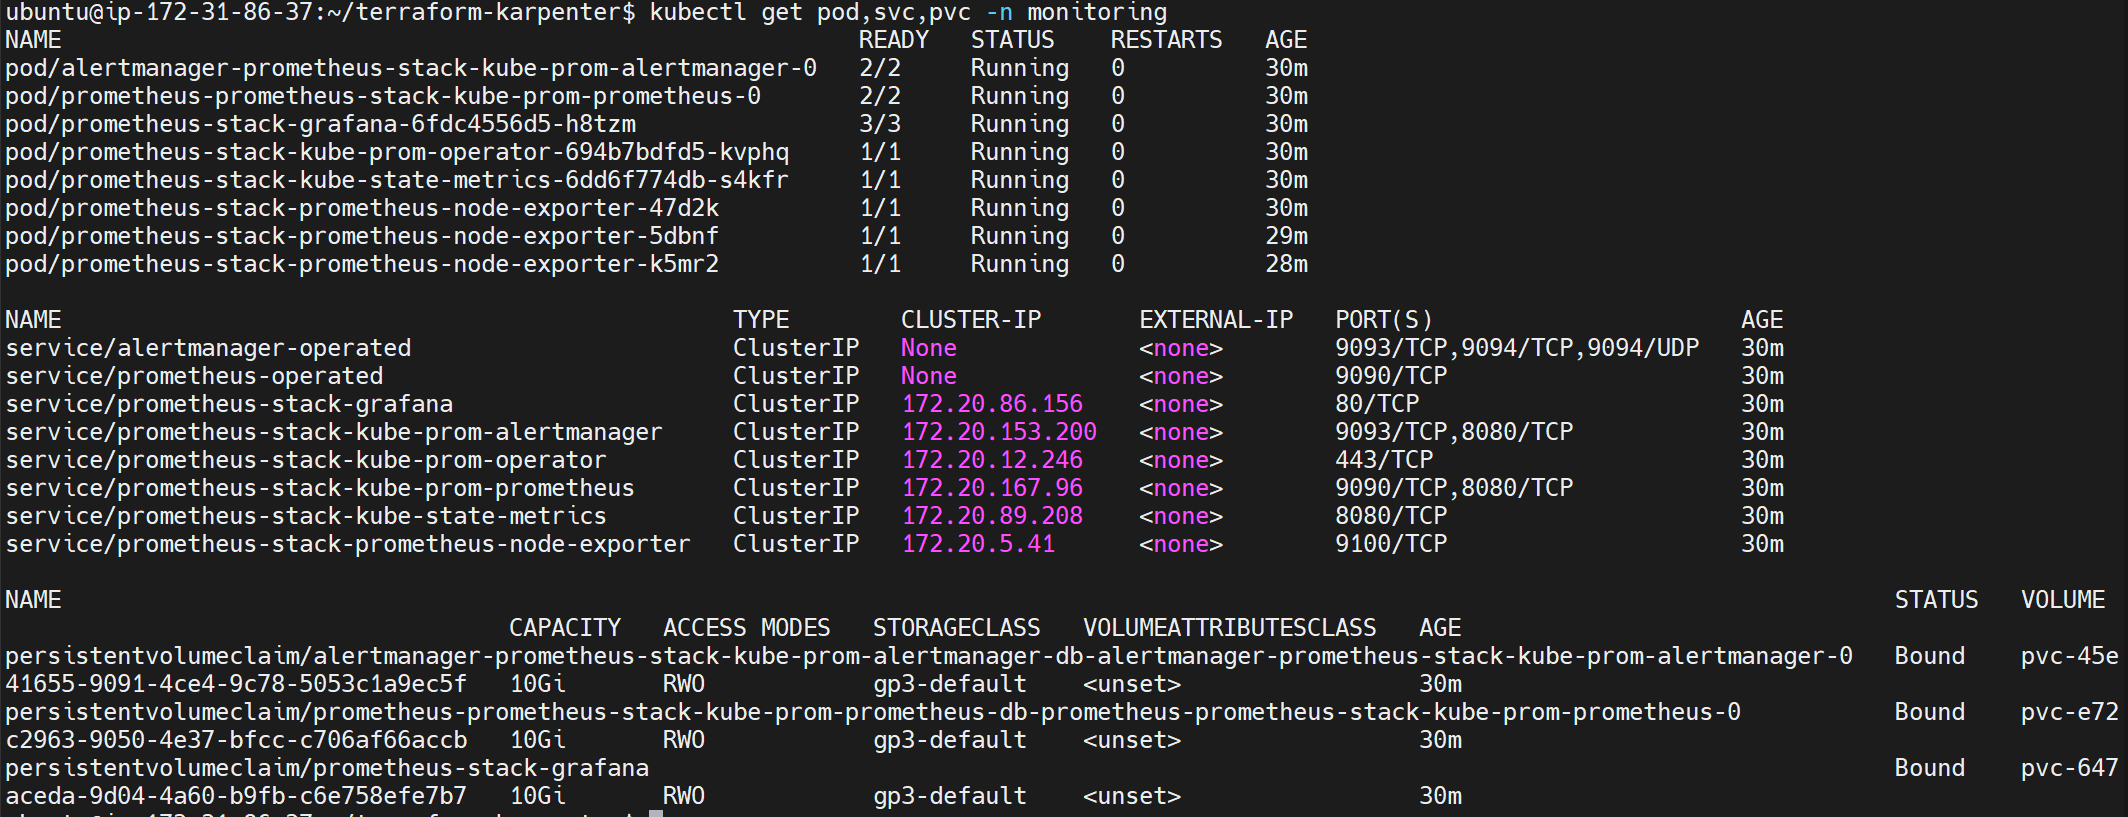 ubuntu@ip-172-31-86-37:~/terraform-karpenter$ kubectl get pod,svc,pvc -n monitoring
NAME                                                         READY   STATUS    RESTARTS   AGE
pod/alertmanager-prometheus-stack-kube-prom-alertmanager-0   2/2     Running   0          30m
pod/prometheus-prometheus-stack-kube-prom-prometheus-0       2/2     Running   0          30m
pod/prometheus-stack-grafana-6fdc4556d5-h8tzm                3/3     Running   0          30m
pod/prometheus-stack-kube-prom-operator-694b7bdfd5-kvphq     1/1     Running   0          30m
pod/prometheus-stack-kube-state-metrics-6dd6f774db-s4kfr     1/1     Running   0          30m
pod/prometheus-stack-prometheus-node-exporter-47d2k          1/1     Running   0          30m
pod/prometheus-stack-prometheus-node-exporter-5dbnf          1/1     Running   0          29m
pod/prometheus-stack-prometheus-node-exporter-k5mr2          1/1     Running   0          28m

NAME                                                TYPE        CLUSTER-IP       EXTERNAL-IP   PORT(S)                      AGE
service/alertmanager-operated                       ClusterIP   None             <none>        9093/TCP,9094/TCP,9094/UDP   30m
service/prometheus-operated                         ClusterIP   None             <none>        9090/TCP                     30m
service/prometheus-stack-grafana                    ClusterIP   172.20.86.156    <none>        80/TCP                       30m
service/prometheus-stack-kube-prom-alertmanager     ClusterIP   172.20.153.200   <none>        9093/TCP,8080/TCP            30m
service/prometheus-stack-kube-prom-operator         ClusterIP   172.20.12.246    <none>        443/TCP                      30m
service/prometheus-stack-kube-prom-prometheus       ClusterIP   172.20.167.96    <none>        9090/TCP,8080/TCP            30m
service/prometheus-stack-kube-state-metrics         ClusterIP   172.20.89.208    <none>        8080/TCP                     30m
service/prometheus-stack-prometheus-node-exporter   ClusterIP   172.20.5.41      <none>        9100/TCP                     30m

NAME   STATUS   VOLUME
CAPACITY   ACCESS MODES   STORAGECLASS   VOLUMEATTRIBUTESCLASS   AGE
persistentvolumeclaim/alertmanager-prometheus-stack-kube-prom-alertmanager-db-alertmanager-prometheus-stack-kube-prom-alertmanager-0   Bound    pvc-45e
41655-9091-4ce4-9c78-5053c1a9ec5f   10Gi       RWO            gp3-default    <unset>                 30m
persistentvolumeclaim/prometheus-prometheus-stack-kube-prom-prometheus-db-prometheus-prometheus-stack-kube-prom-prometheus-0           Bound    pvc-e72
c2963-9050-4e37-bfcc-c706af66accb   10Gi       RWO            gp3-default    <unset>                 30m
persistentvolumeclaim/prometheus-stack-grafana   Bound    pvc-647
aceda-9d04-4a60-b9fb-c6e758efe7b7   10Gi       RWO            gp3-default    <unset>                 30m
ubuntu@ip-172-31-86-37:~/terraform-karpenter$